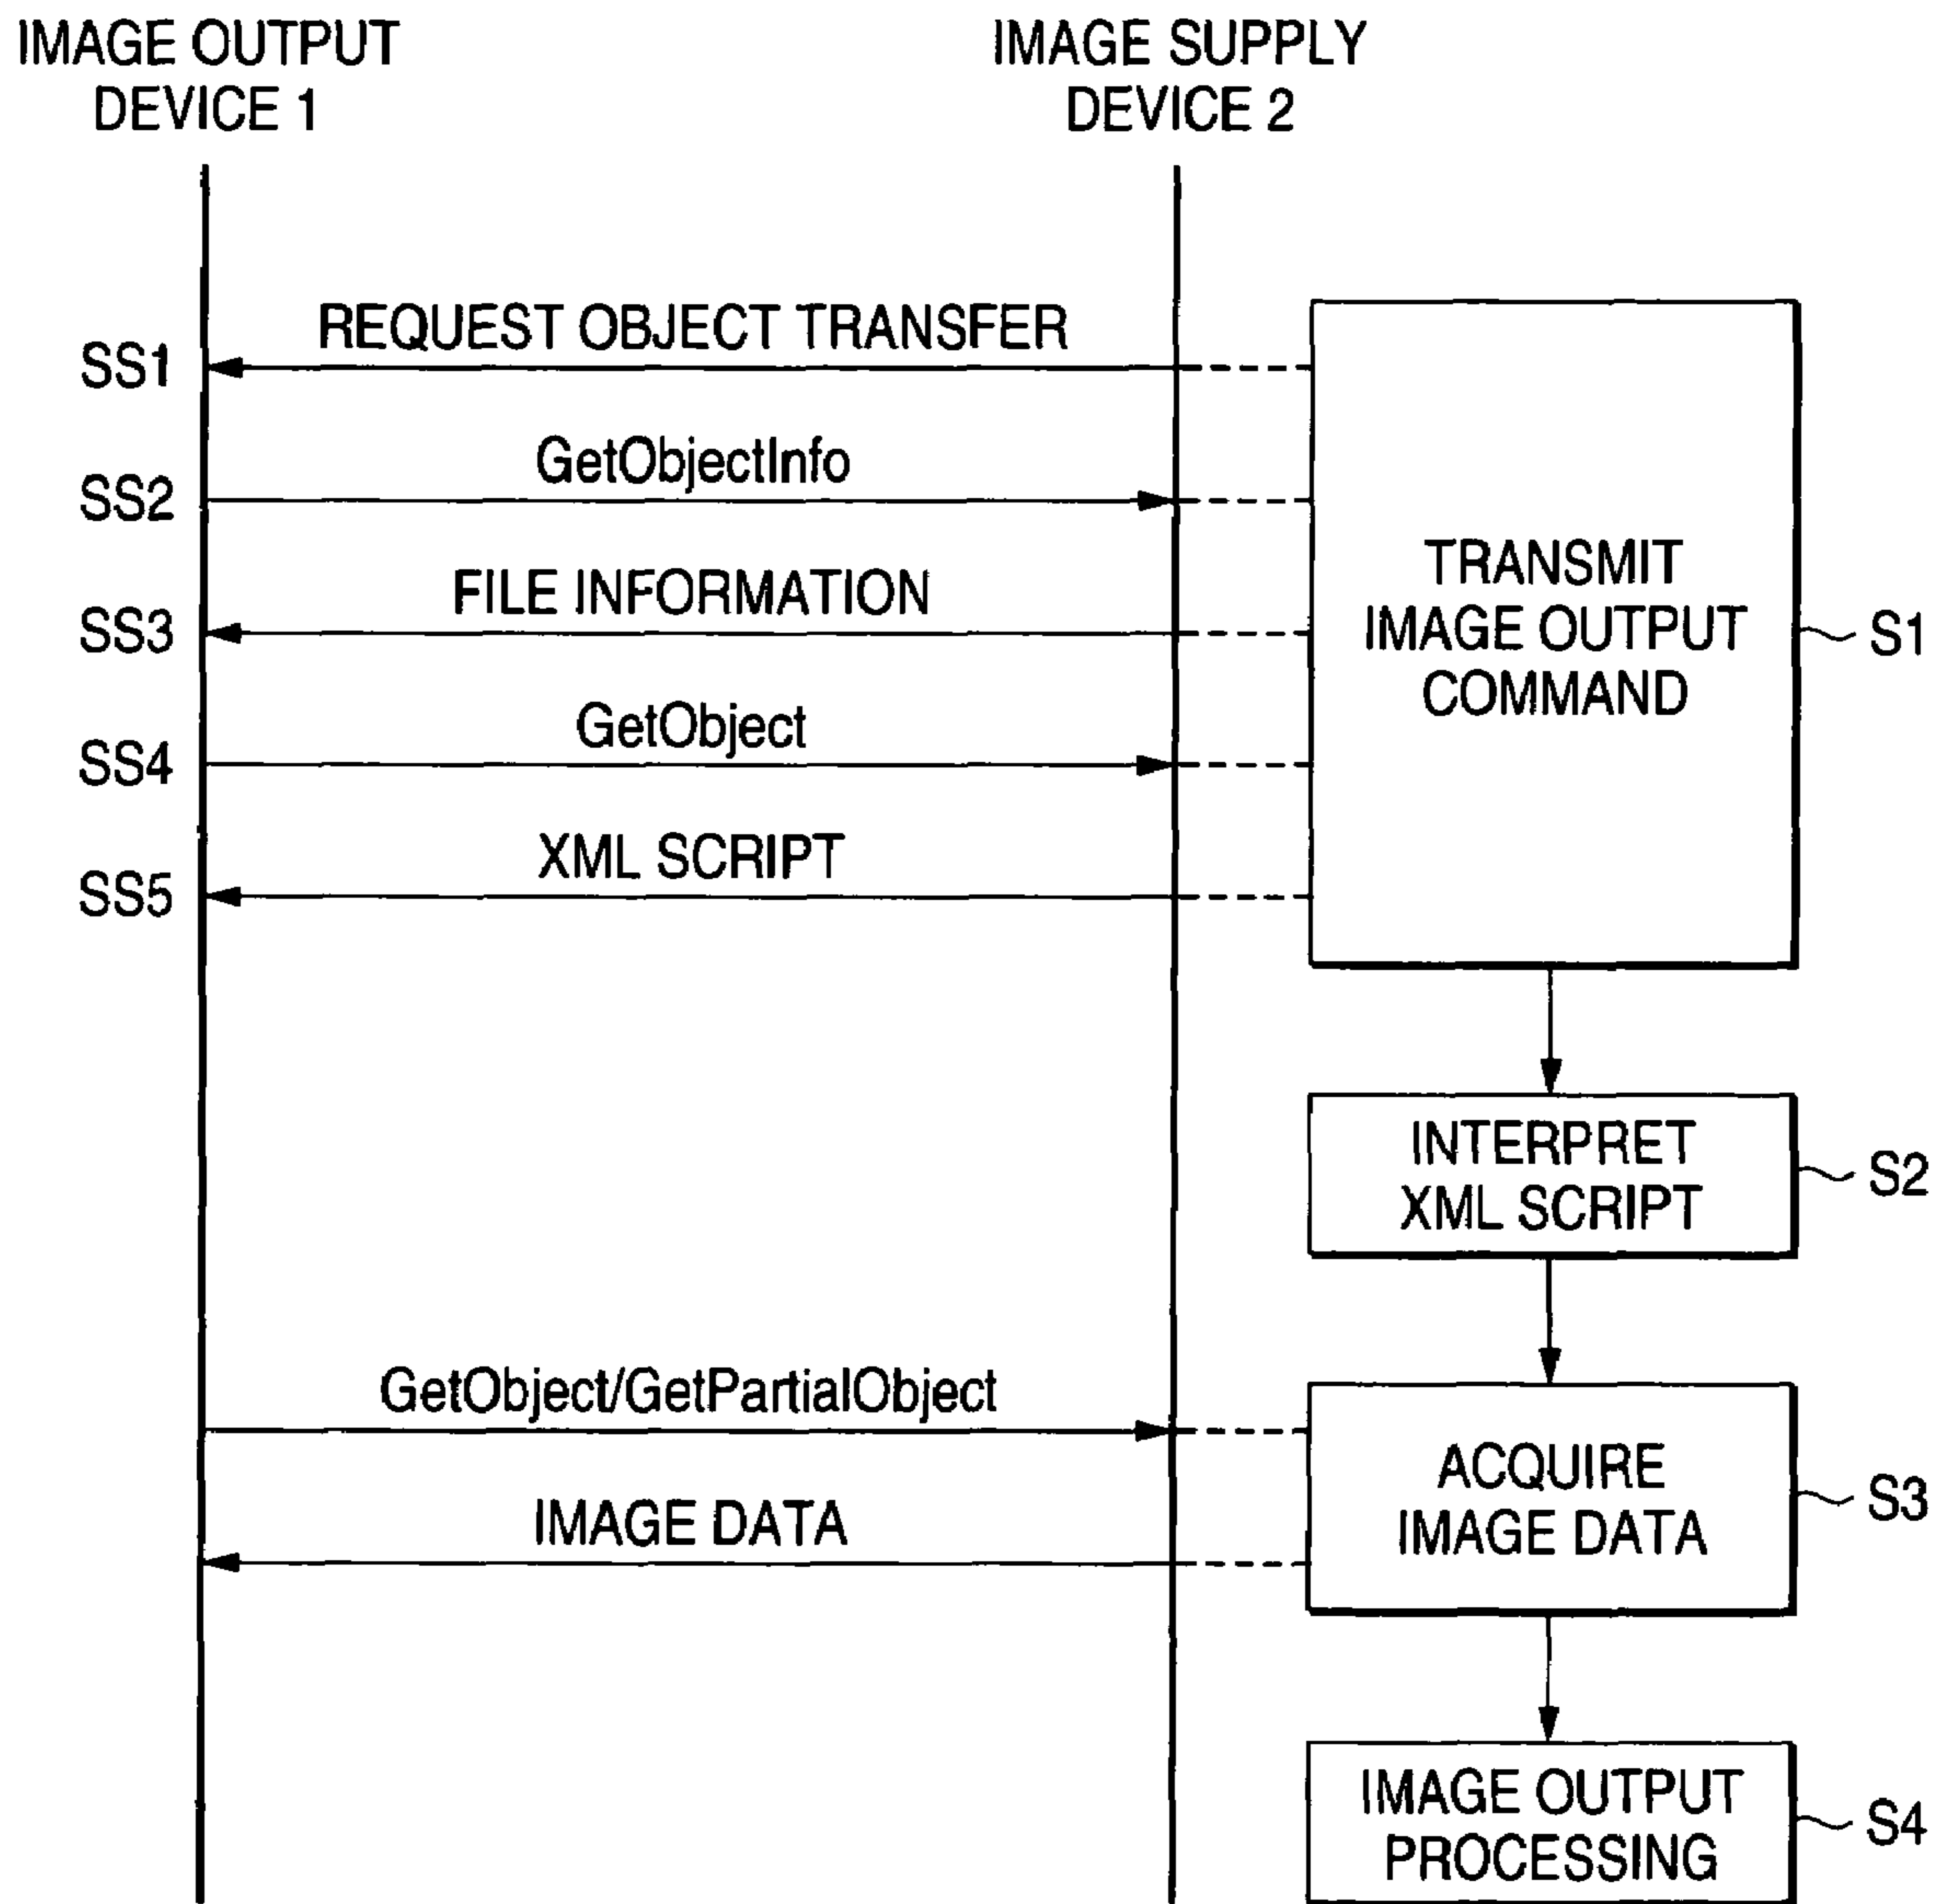 IMAGE OUTPUT
DEVICE 1
IMAGE SUPPLY
DEVICE 2
REQUEST OBJECT TRANSFER
SS1
GetObjectInfo
SS2
FILE INFORMATION
SS3
GetObject
SS4
XML SCRIPT
SS5
TRANSMIT
IMAGE OUTPUT
COMMAND
S1
INTERPRET
XML SCRIPT
S2
GetObject/GetPartialObject
IMAGE DATA
ACQUIRE
IMAGE DATA
S3
IMAGE OUTPUT
PROCESSING
S4